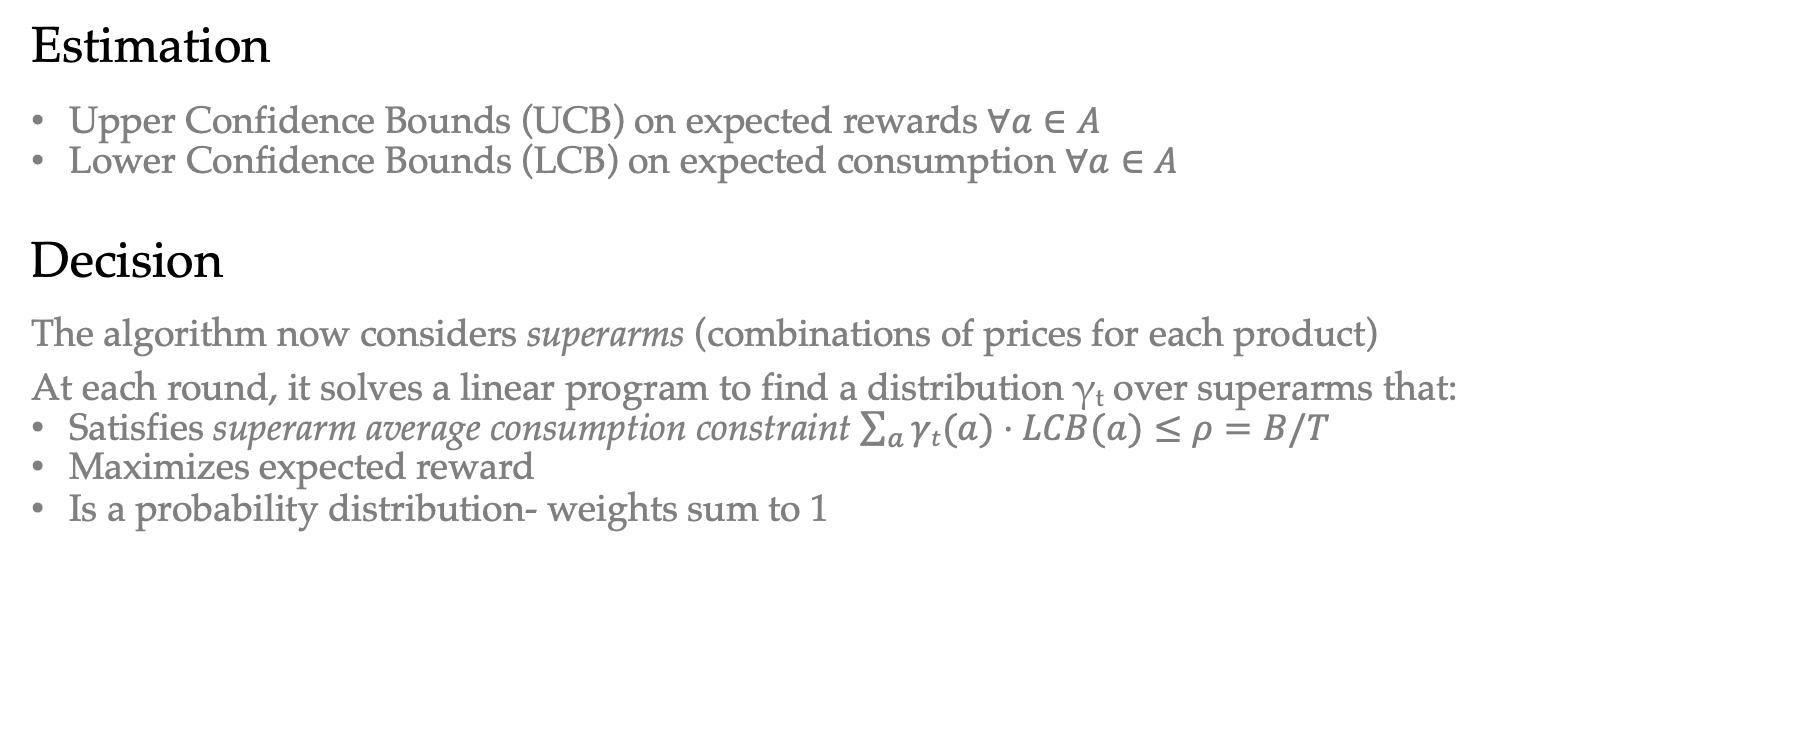 Estimation
• Upper Confidence Bounds (UCB) on expected rewards ∀𝑎 ∈ 𝐴
• Lower Confidence Bounds (LCB) on expected consumption ∀𝑎 ∈ 𝐴
Decision
The algorithm now considers superarms (combinations of prices for each product)
At each round, it solves a linear program to find a distribution γₜ over superarms that:
• Satisfies superarm average consumption constraint ∑ₐ γₜ(a) · LCB(a) ≤ ρ = B/T
• Maximizes expected reward
• Is a probability distribution- weights sum to 1